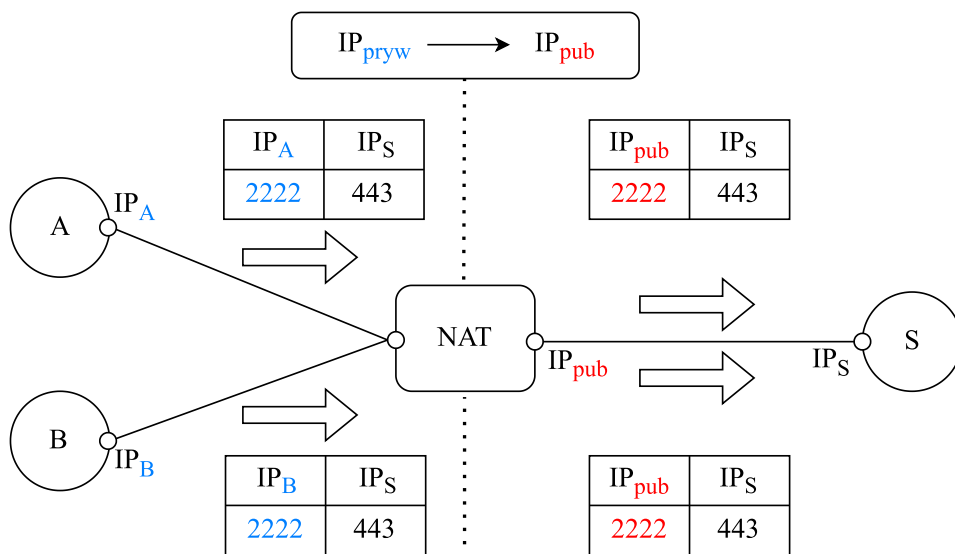 IPpryw IPpub
IPA IPS
2222 443
IPpub IPS
2222 443
A
IPA
NAT
IPpub
IPS
S
B
IPB
IPB IPS
2222 443
IPpub IPS
2222 443